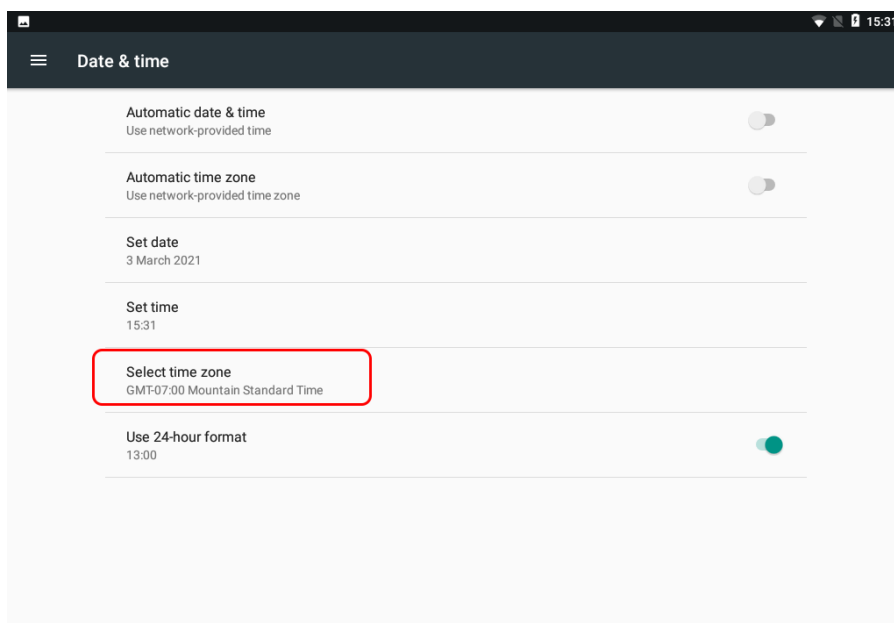 15:31
Date & time
Automatic date & time
Use network-provided time
Automatic time zone
Use network-provided time zone
Set date
3 March 2021
Set time
15:31
Select time zone
GMT-07:00 Mountain Standard Time
Use 24-hour format
13:00